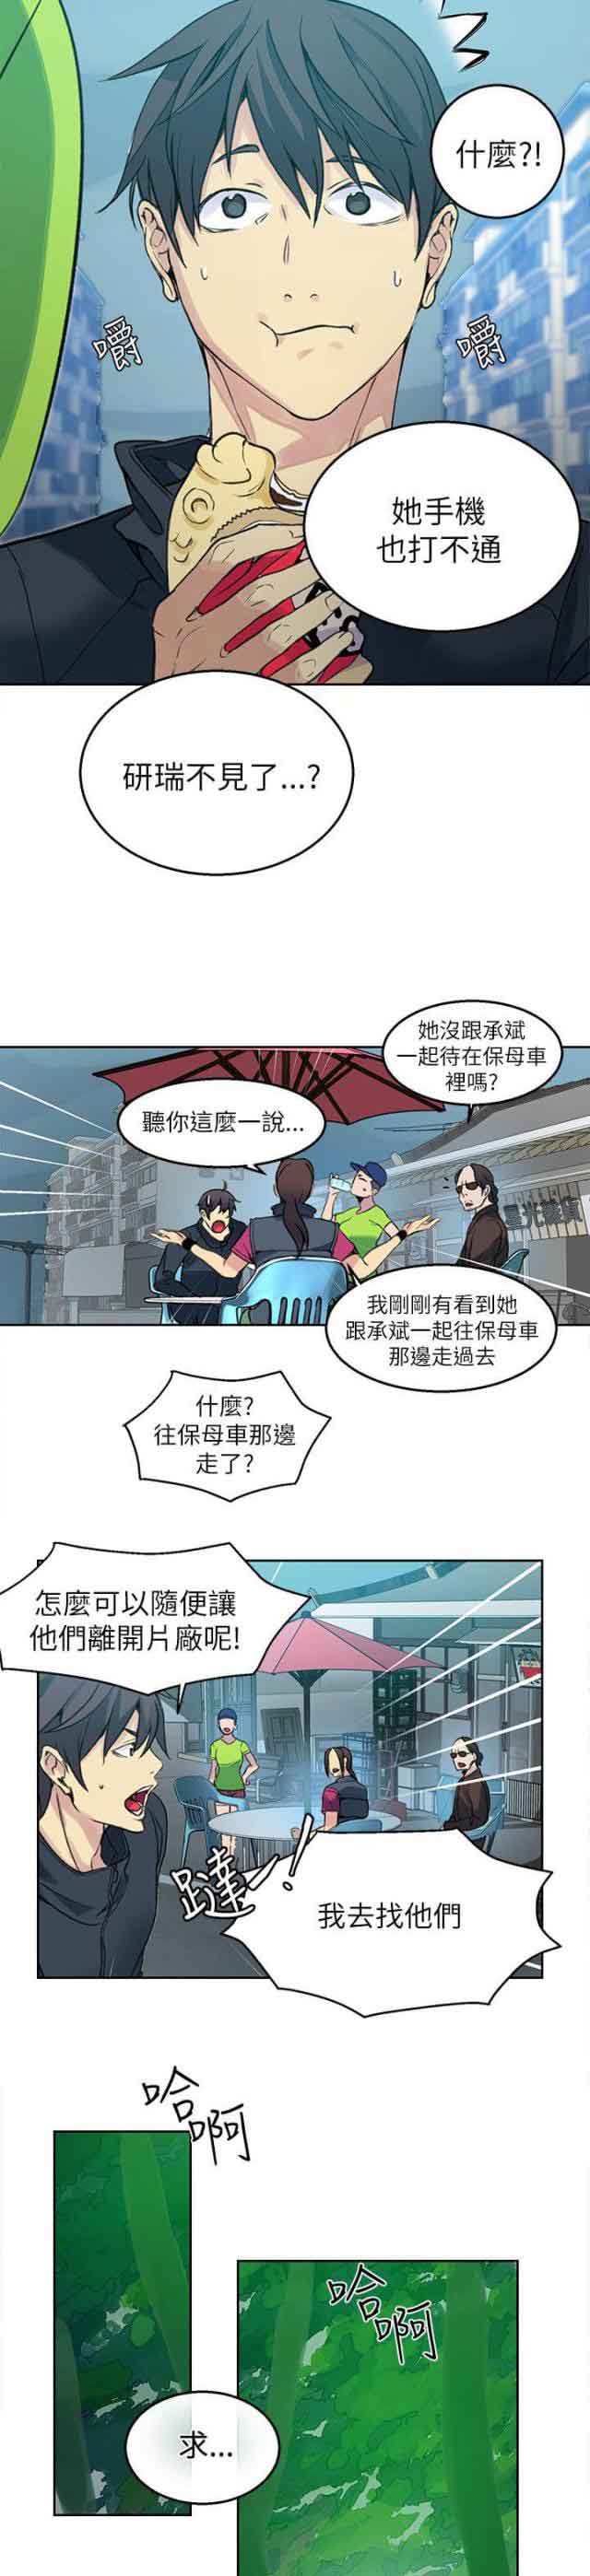 什麼?!
嚼
嚼
她手機
也打不通
研瑞不見了...?
她沒跟承斌
一起待在保母車
裡嗎?
聽你這麼一說...
我剛剛有看到她
跟承斌一起往保母車
那邊走過去
什麼?
往保母車那邊
走了?
怎麼可以隨便讓
他們離開片廠呢!
躂
我去找他們
哈
啊
哈
啊
求...